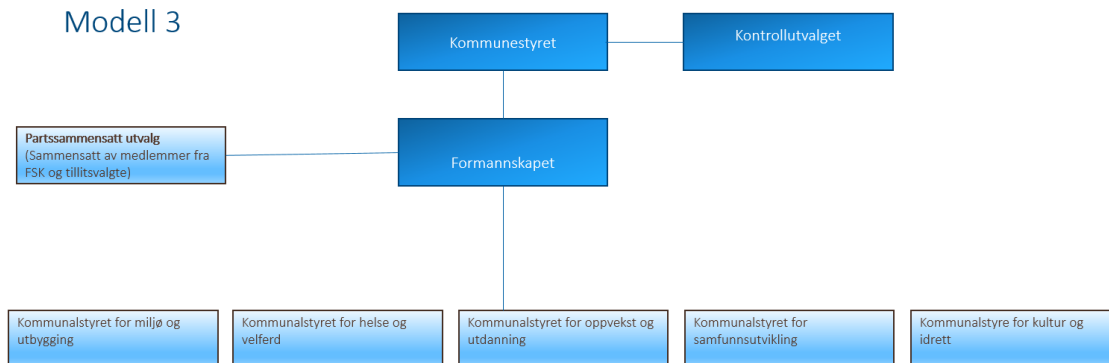 Modell 3
Kommunestyret
Kontrollutvalget
Partssammensatt utvalg
(Sammensatt av medlemmer fra
FSK og tillitsvalgte)
Formannskapet
Kommunalstyret for miljø og
utbygging
Kommunalstyret for helse og
velferd
Kommunalstyret for oppvekst og
utdanning
Kommunalstyret for
samfunnsutvikling
Kommunalstyre for kultur og
idrett